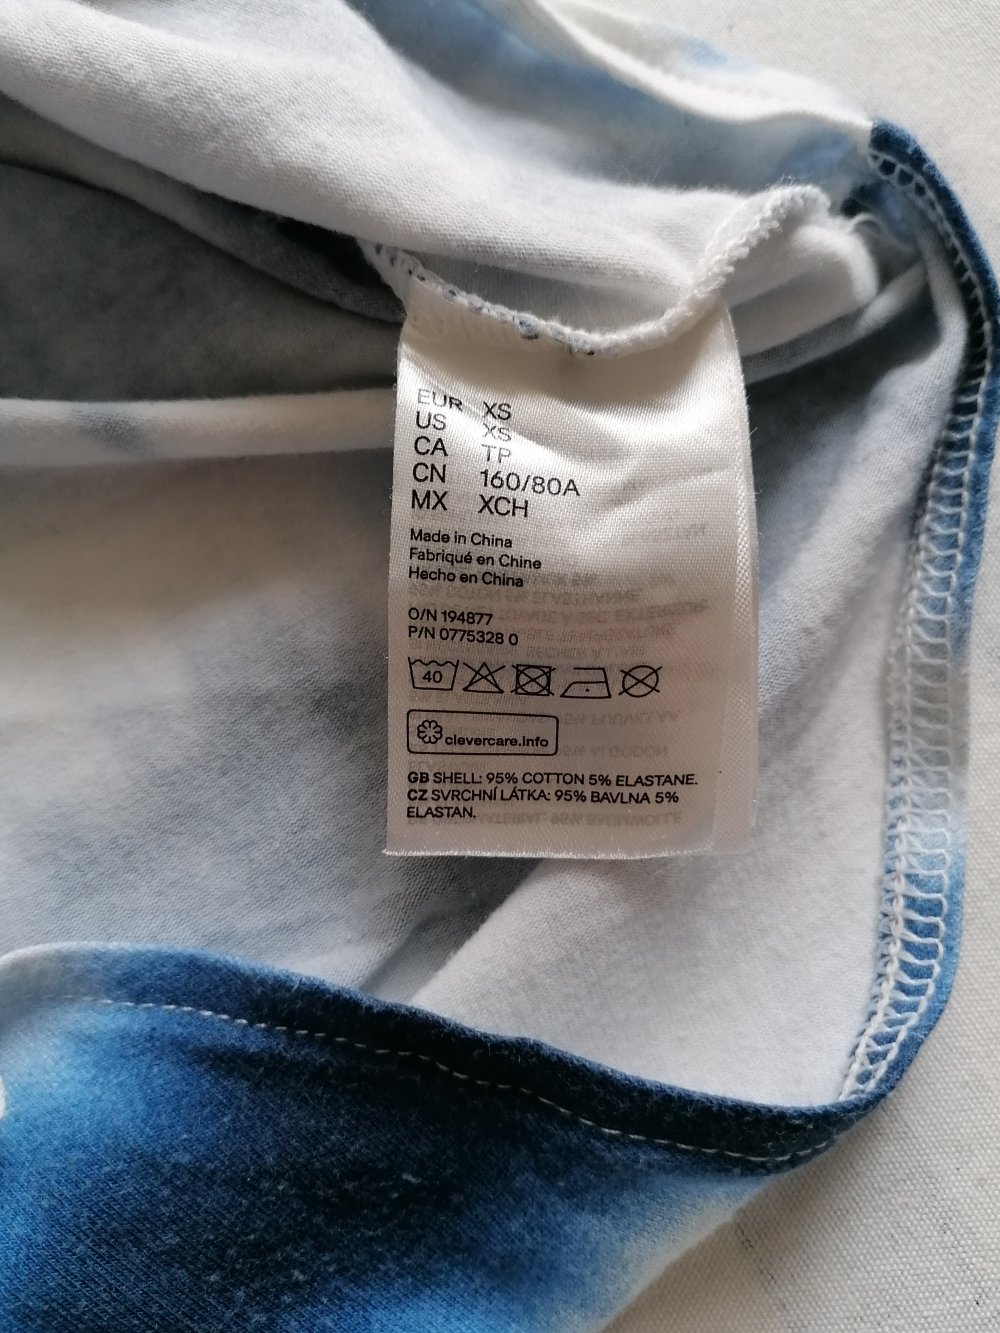 EUR XS
US XS
CA TP
CN 160/80A
MX XCH
Made in China
Fabriqué en Chine
Hecho en China
O/N 194877
P/N 0775328 0
40
clevercare.info
GB SHELL: 95% COTTON 5% ELASTANE.
CZ SVRCHNÍ LÁTKA: 95% BAVLNA 5%
ELASTAN.